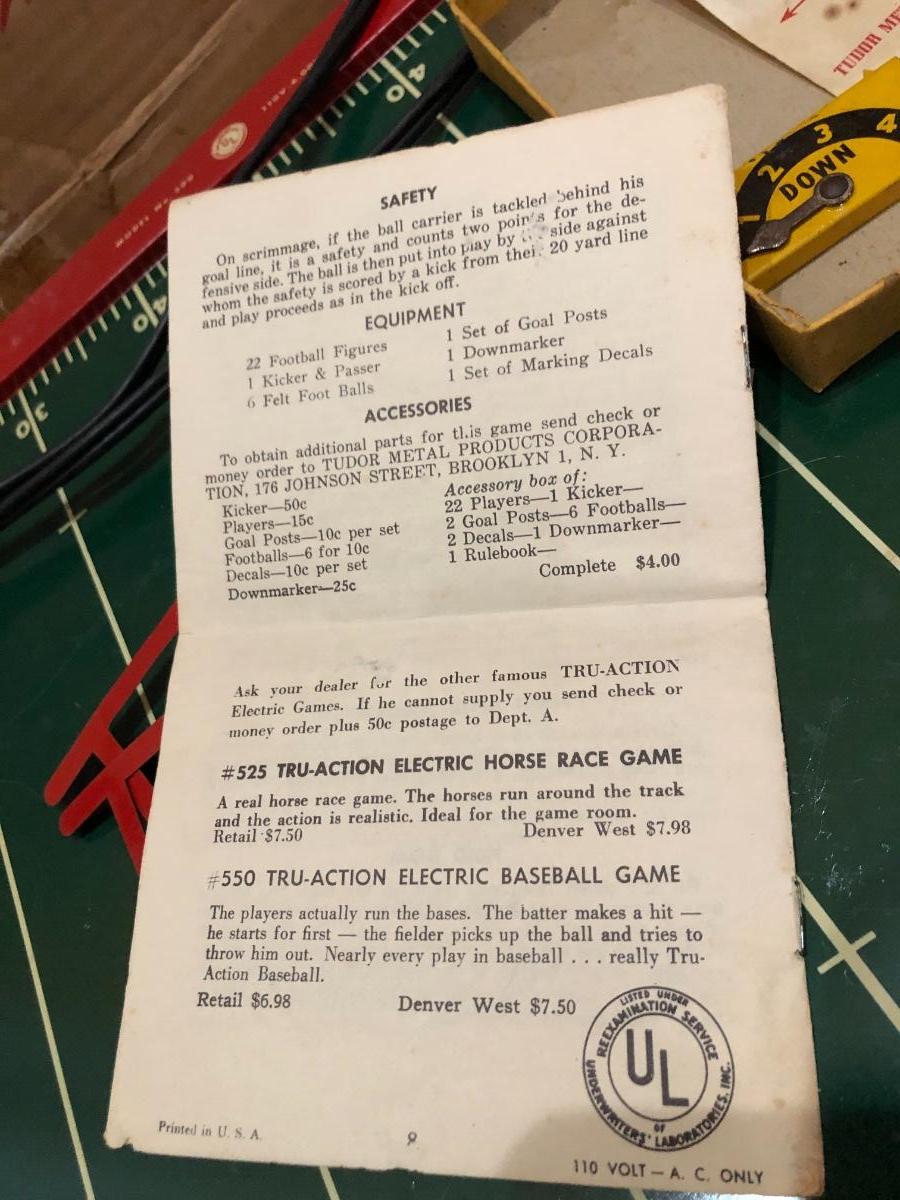 TUDOR ME
40
1 2 3 4
DOWN
40
30
SAFETY
On scrimmage, if the ball carrier is tackled behind his
goal line, it is a safety and counts two points for the de-
fensive side. The ball is then put into play by side against
whom the safety is scored by a kick from their 20 yard line
and play proceeds as in the kick off.
EQUIPMENT
22 Football Figures
1 Kicker & Passer
6 Felt Foot Balls
1 Set of Goal Posts
1 Downmarker
1 Set of Marking Decals
ACCESSORIES
To obtain additional parts for this game send check or
money order to TUDOR METAL PRODUCTS CORPORA-
TION, 176 JOHNSON STREET, BROOKLYN 1, N. Y.
Kicker—50c
Players—15c
Goal Posts—10c per set
Footballs—6 for 10c
Decals—10c per set
Downmarker—25c
Accessory box of:
22 Players—1 Kicker—
2 Goal Posts—6 Footballs—
2 Decals—1 Downmarker—
1 Rulebook—
Complete $4.00
Ask your dealer for the other famous TRU-ACTION
Electric Games. If he cannot supply you send check or
money order plus 50c postage to Dept. A.
#525 TRU-ACTION ELECTRIC HORSE RACE GAME
A real horse race game. The horses run around the track
and the action is realistic. Ideal for the game room.
Retail $7.50 Denver West $7.98
#550 TRU-ACTION ELECTRIC BASEBALL GAME
The players actually run the bases. The batter makes a hit —
he starts for first — the fielder picks up the ball and tries to
throw him out. Nearly every play in baseball . . . really Tru-
Action Baseball.
Retail $6.98 Denver West $7.50
LISTED UNDER
REEXAMINATION SERVICE
UL
OF
UNDERWRITERS' LABORATORIES, INC.
Printed in U. S. A.
110 VOLT — A. C. ONLY